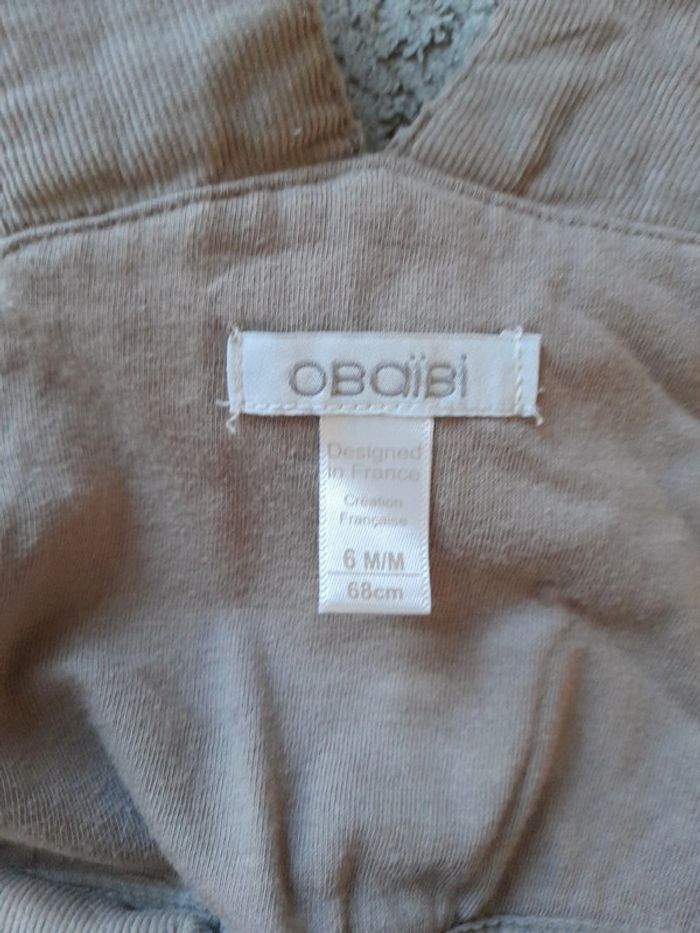 OBaïBi
Designed
in France
Création
Française
6 M/M
68cm